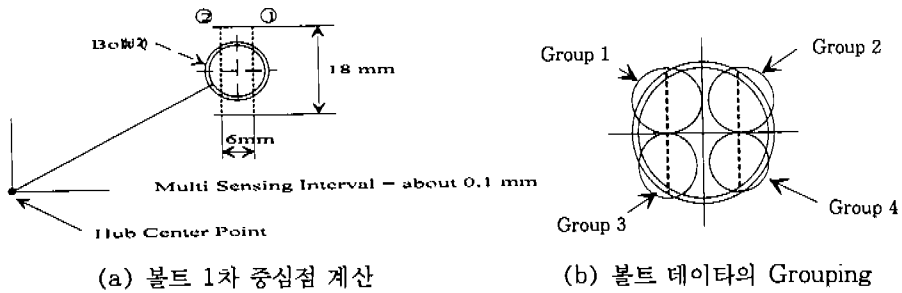 ② ①
18 mm
6mm
Multi Sensing Interval – about 0.1 mm
Hub Center Point
(a) 볼트 1차 중심점 계산
Group 1
Group 2
Group 3
Group 4
(b) 볼트 데이타의 Grouping